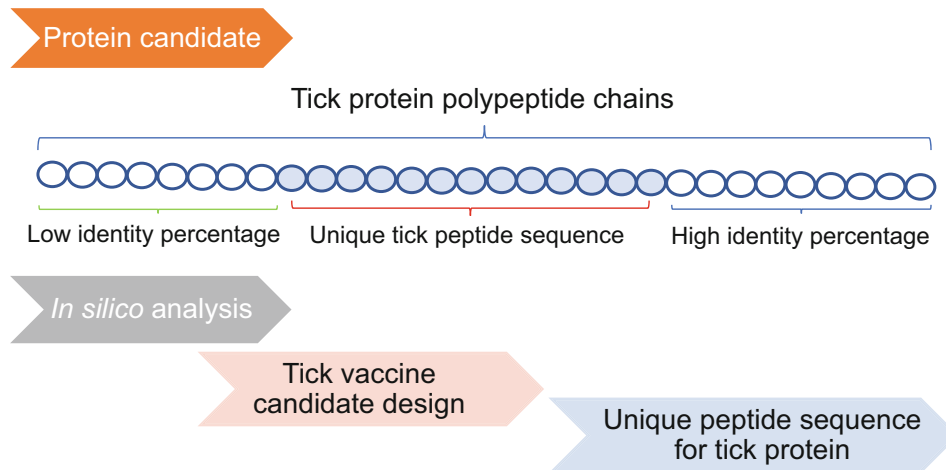 Protein candidate
Tick protein polypeptide chains
Low identity percentage
Unique tick peptide sequence
High identity percentage
In silico analysis
Tick vaccine
candidate design
Unique peptide sequence
for tick protein